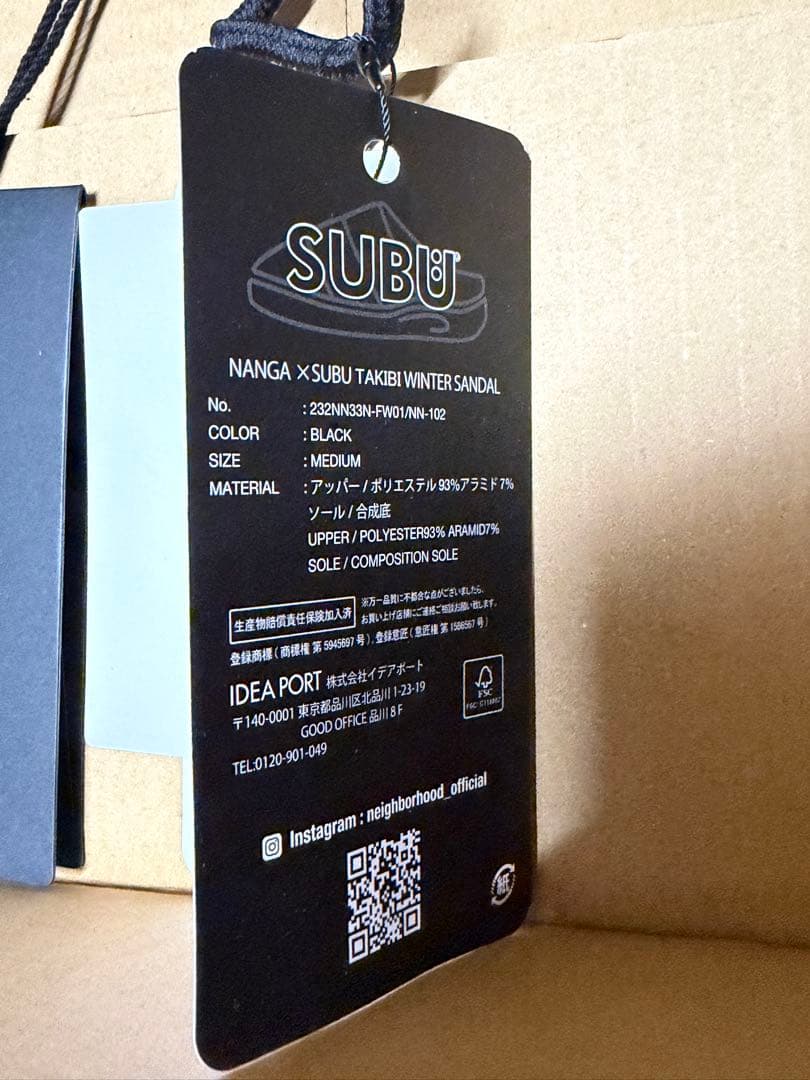 SUBU
NANGA ×SUBU TAKIBI WINTER SANDAL
No. : 232NN33N-FW01/NN-102
COLOR : BLACK
SIZE : MEDIUM
MATERIAL : アッパー / ポリエステル 93%アラミド 7%
ソール / 合成底
UPPER / POLYESTER93% ARAMID7%
SOLE / COMPOSITION SOLE
生産物賠償責任保険加入済
※万一品質に不都合な点がございましたら、
お買い上げ店舗にご連絡ご相談お願い致します。
登録商標 ( 商標権 第 5945697 号 ) . 登録意匠 ( 意匠権 第 1586567 号 )
IDEA PORT 株式会社イデアポート
〒140-0001 東京都品川区北品川 1-23-19
GOOD OFFICE 品川 8 F
TEL:0120-901-049
FSC
Instagram : neighborhood_official
紙